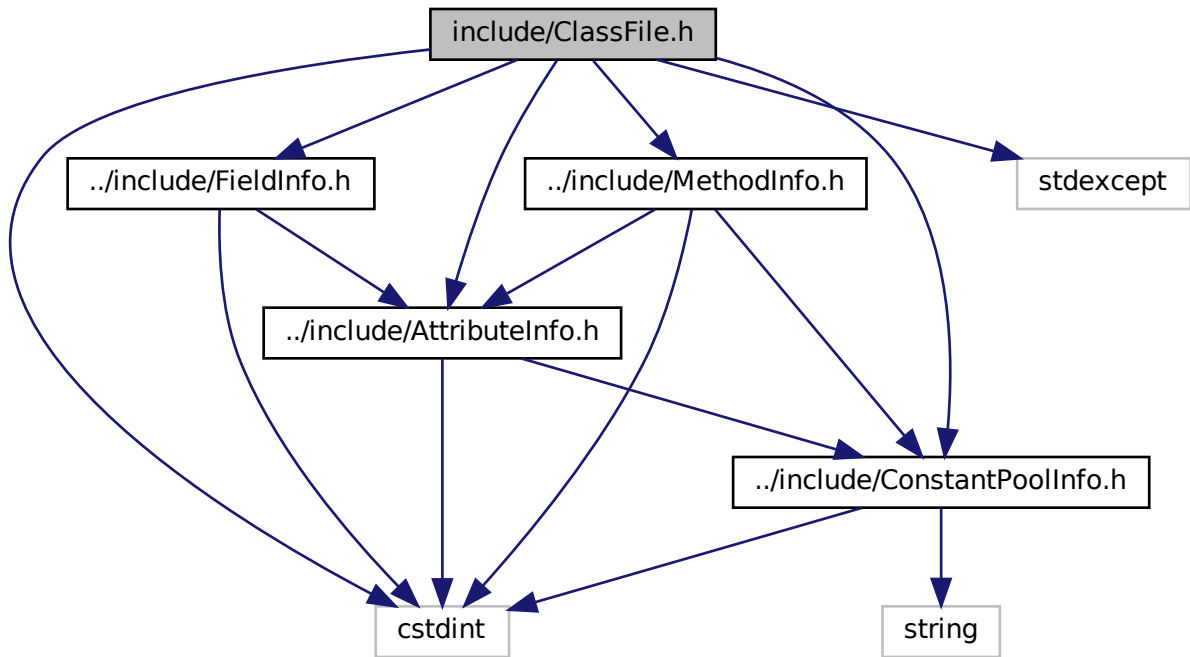 include/ClassFile.h
../include/FieldInfo.h
../include/MethodInfo.h
stdexcept
../include/AttributeInfo.h
../include/ConstantPoolInfo.h
cstdint
string